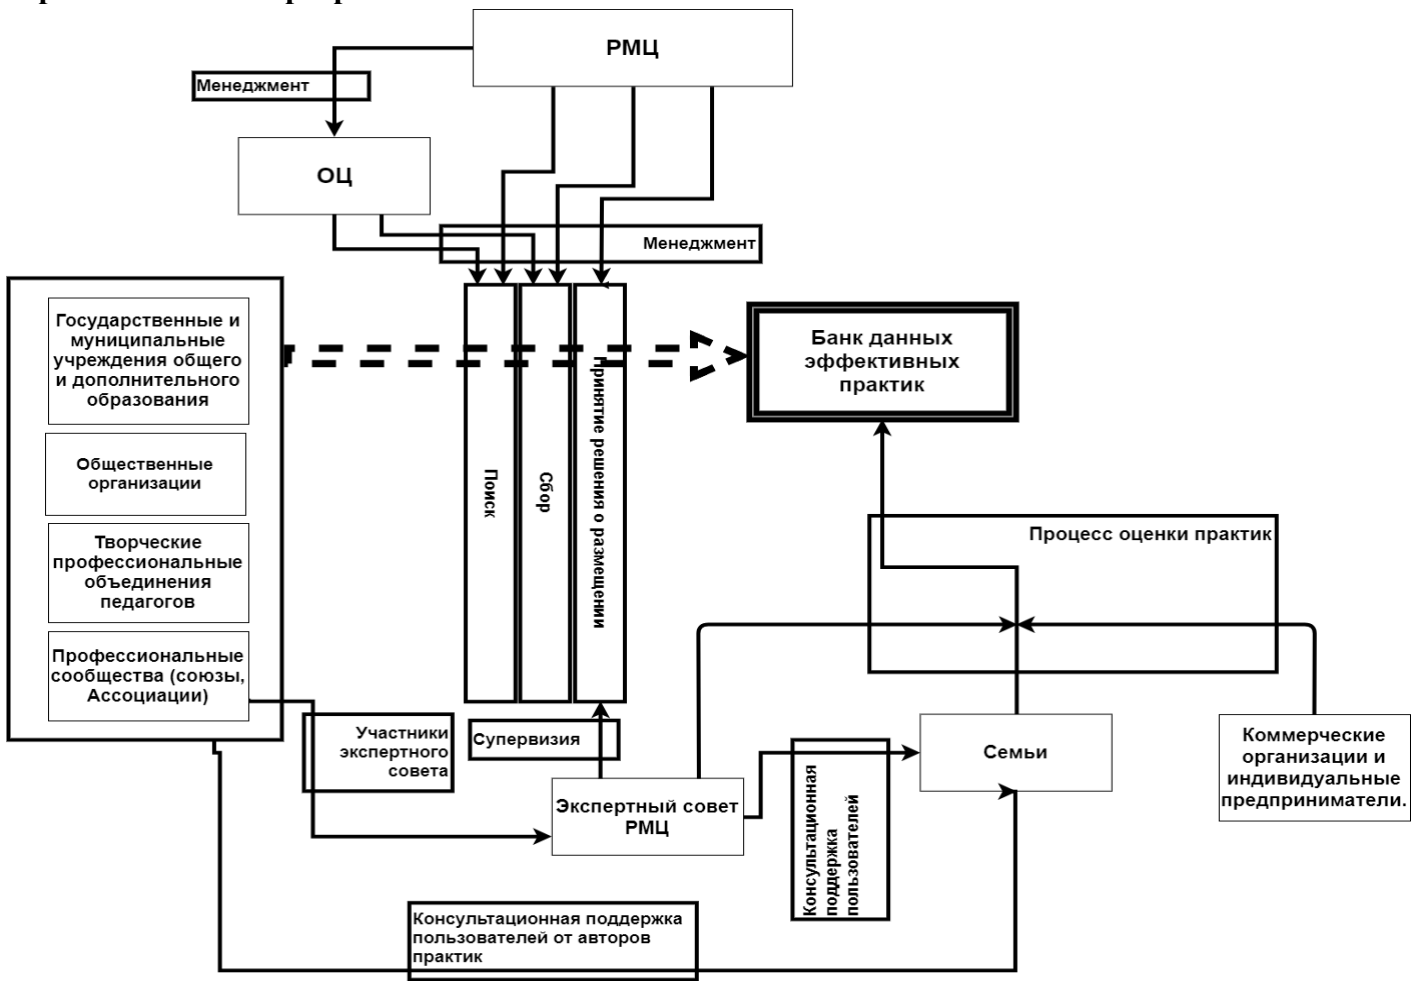 РМЦ
Менеджмент
ОЦ
Менеджмент
Государственные и
муниципальные
учреждения общего
и дополнительного
образования
Общественные
организации
Творческие
профессиональные
объединения
педагогов
Профессиональные
сообщества (союзы,
Ассоциации)
Поиск
Сбор
Принятие решения о размещении
Банк данных
эффективных
практик
Процесс оценки практик
Участники
экспертного
совета
Супервизия
Экспертный совет
РМЦ
Консультационная
поддержка
пользователей
Семьи
Коммерческие
организации и
индивидуальные
предприниматели.
Консультационная поддержка
пользователей от авторов
практик